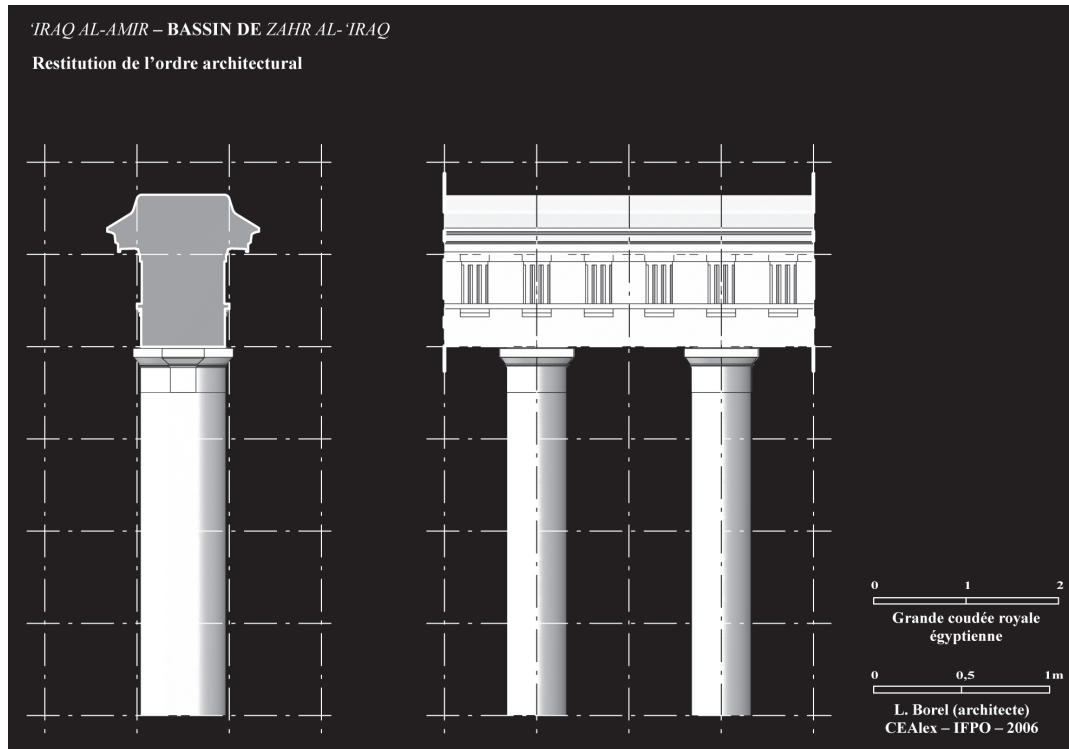 ‘IRAQ AL-AMIR – BASSIN DE ZAHR AL-‘IRAQ
Restitution de l’ordre architectural
0 1 2
Grande coudée royale
égyptienne
0 0,5 1m
L. Borel (architecte)
CEAlex – IFPO – 2006